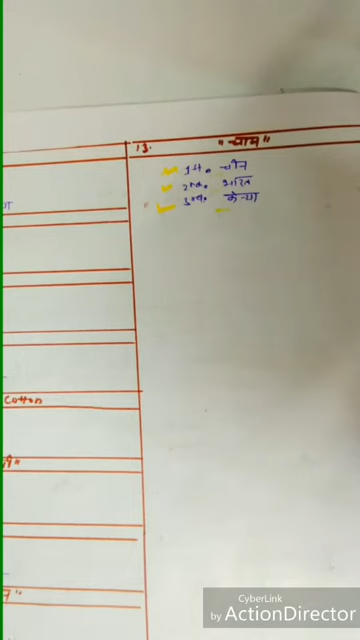 13. "चाय"
1st. चीन
2nd. भारत
3rd. केन्या
Cotton
CyberLink
by ActionDirector